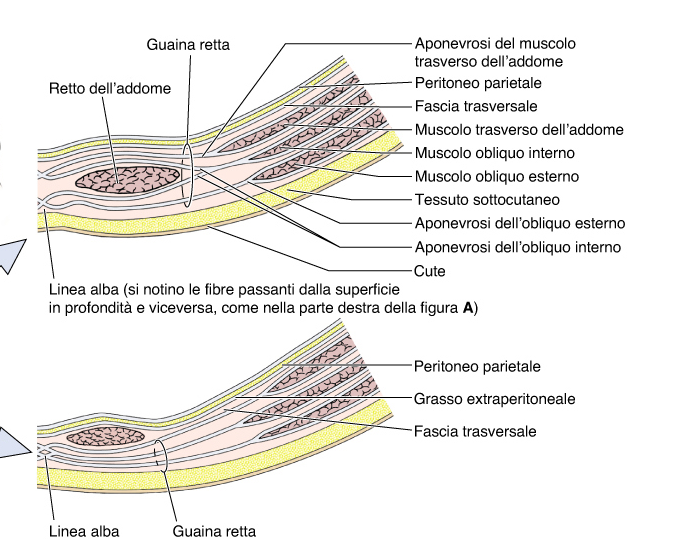 Guaina retta
Retto dell'addome
Aponevrosi del muscolo
trasverso dell'addome
Peritoneo parietale
Fascia trasversale
Muscolo trasverso dell'addome
Muscolo obliquo interno
Muscolo obliquo esterno
Tessuto sottocutaneo
Aponevrosi dell'obliquo esterno
Aponevrosi dell'obliquo interno
Cute
Linea alba (si notino le fibre passanti dalla superficie
in profondità e viceversa, come nella parte destra della figura A)
Peritoneo parietale
Grasso extraperitoneale
Fascia trasversale
Linea alba
Guaina retta